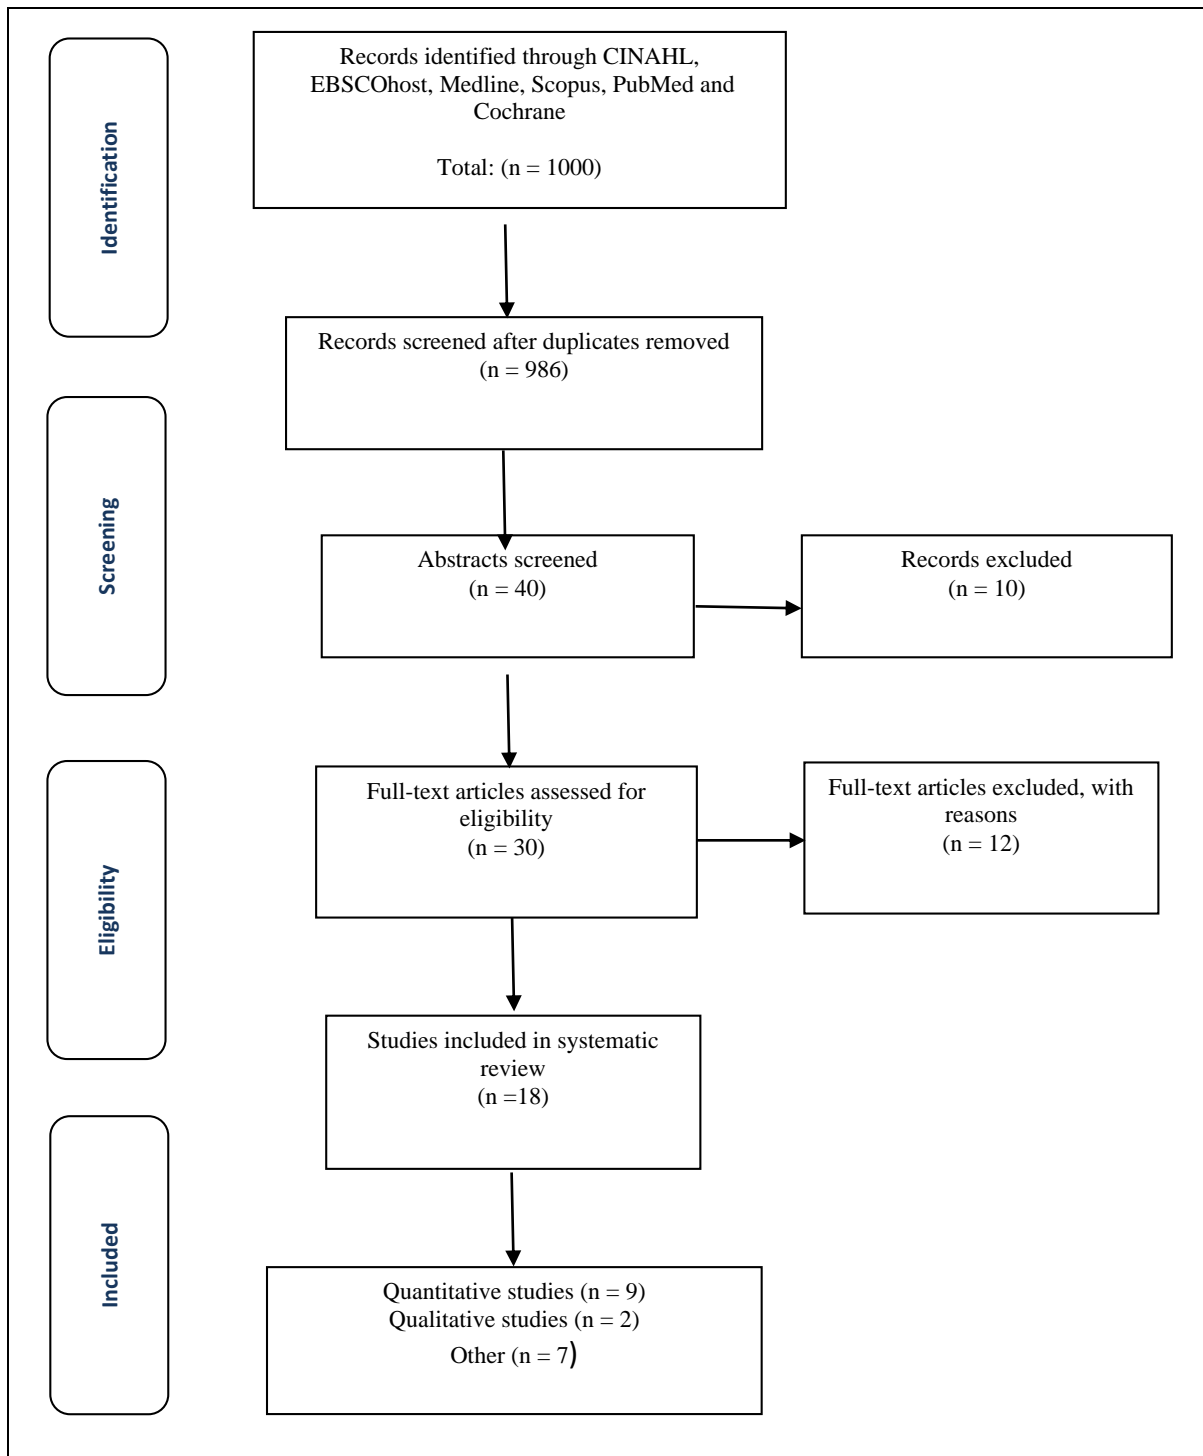 Identification
Records identified through CINAHL,
EBSCOhost, Medline, Scopus, PubMed and
Cochrane
Total: (n = 1000)
Records screened after duplicates removed
(n = 986)
Screening
Abstracts screened
(n = 40)
Records excluded
(n = 10)
Eligibility
Full-text articles assessed for
eligibility
(n = 30)
Full-text articles excluded, with
reasons
(n = 12)
Studies included in systematic
review
(n =18)
Included
Quantitative studies (n = 9)
Qualitative studies (n = 2)
Other (n = 7)